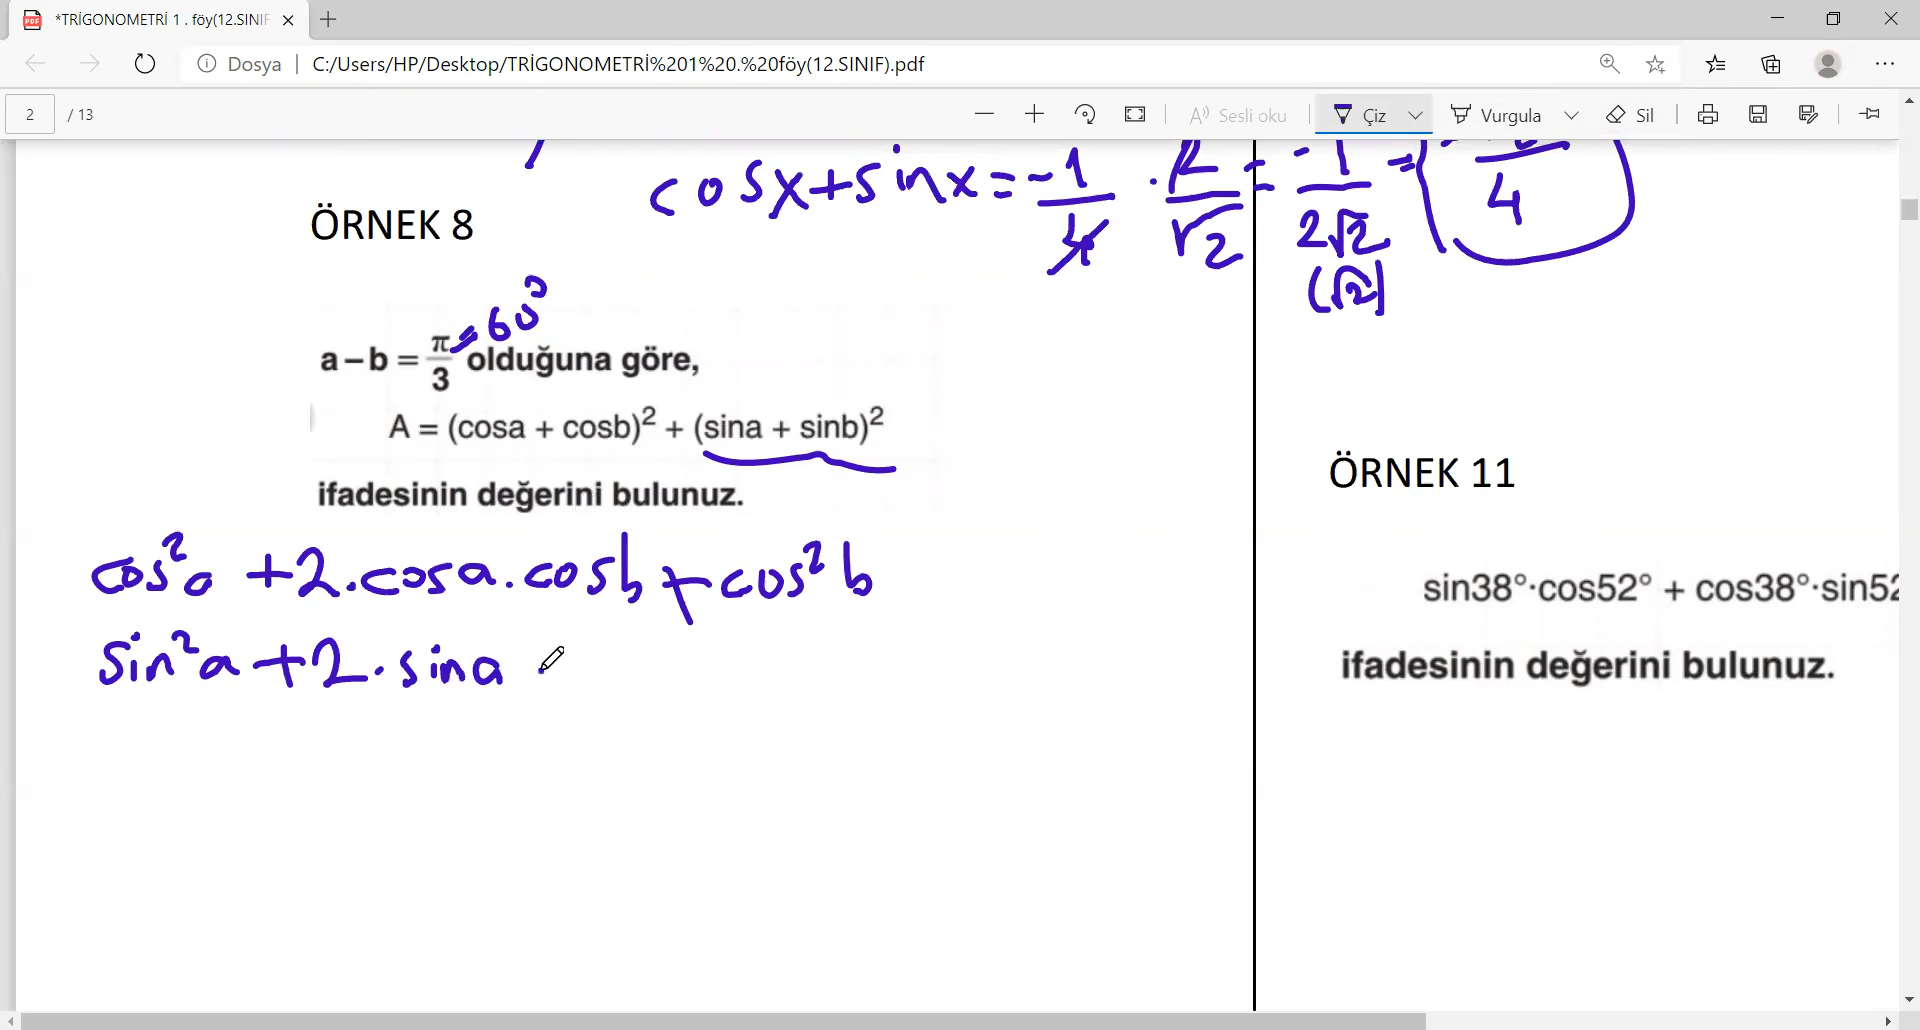 *TRİGONOMETRİ 1 . föy(12.SINIF
Dosya | C:/Users/HP/Desktop/TRİGONOMETRİ%201%20.%20föy(12.SINIF).pdf
2 / 13
Sesli oku Çiz Vurgula Sil
cosx+sinx = -1/4 · 2/√2 = -1/2√2 =
(√2)
4
ÖRNEK 8
= 60°
a – b = π/3 olduğuna göre,
A = (cosa + cosb)² + (sina + sinb)²
ifadesinin değerini bulunuz.
cos²a + 2.cosa.cosb + cos²b
sin²a + 2.sina .
ÖRNEK 11
sin38°·cos52° + cos38°·sin52
ifadesinin değerini bulunuz.